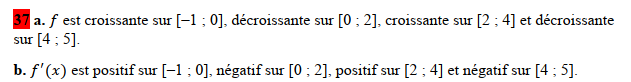 37 a. f est croissante sur [−1 ; 0], décroissante sur [0 ; 2], croissante sur [2 ; 4] et décroissante
sur [4 ; 5].
b. f′(x) est positif sur [−1 ; 0], négatif sur [0 ; 2], positif sur [2 ; 4] et négatif sur [4 ; 5].